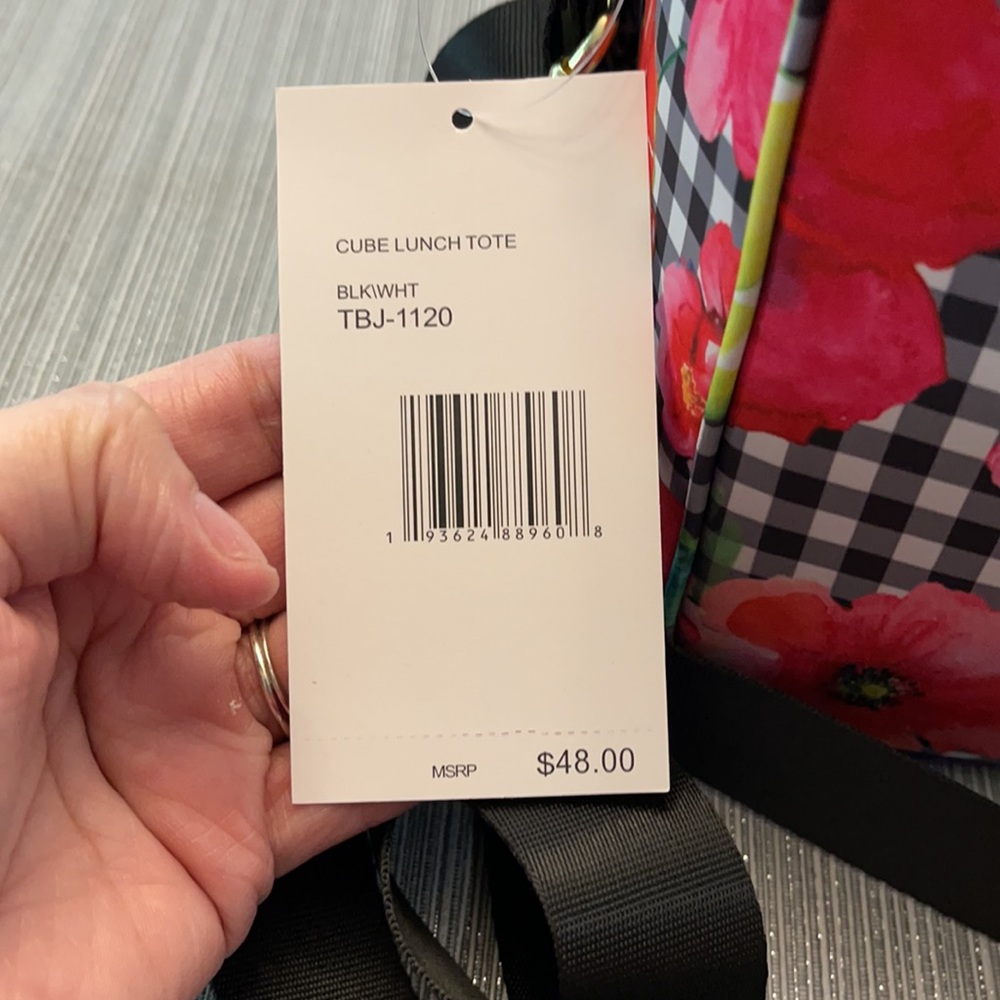 CUBE LUNCH TOTE
BLK\WHT
TBJ-1120
1 93624 88960 8
MSRP $48.00